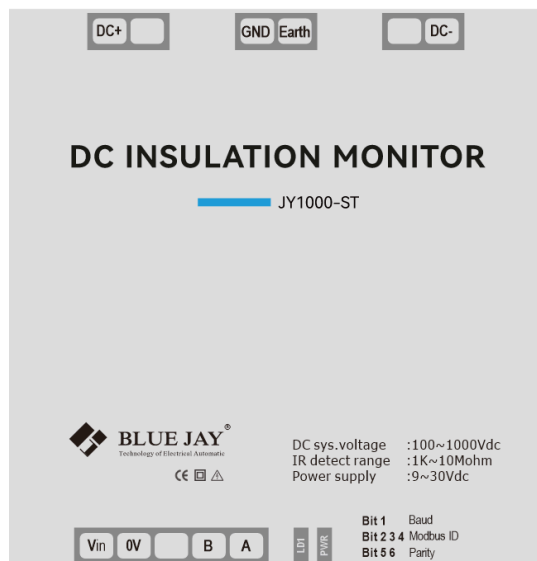 DC+ GND Earth DC-
DC INSULATION MONITOR
JY1000-ST
BLUE JAY®
Technology of Electrical Automatic
CE
DC sys.voltage :100~1000Vdc
IR detect range :1K~10Mohm
Power supply :9~30Vdc
Bit 1 Baud
Bit 2 3 4 Modbus ID
Bit 5 6 Parity
Vin 0V B A LD1 PWR